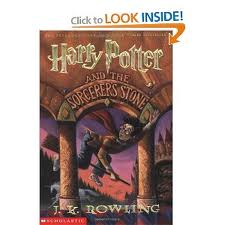 Click to
LOOK INSIDE!
Harry Potter
AND THE
SORCERER'S STONE
J. K. ROWLING
SCHOLASTIC